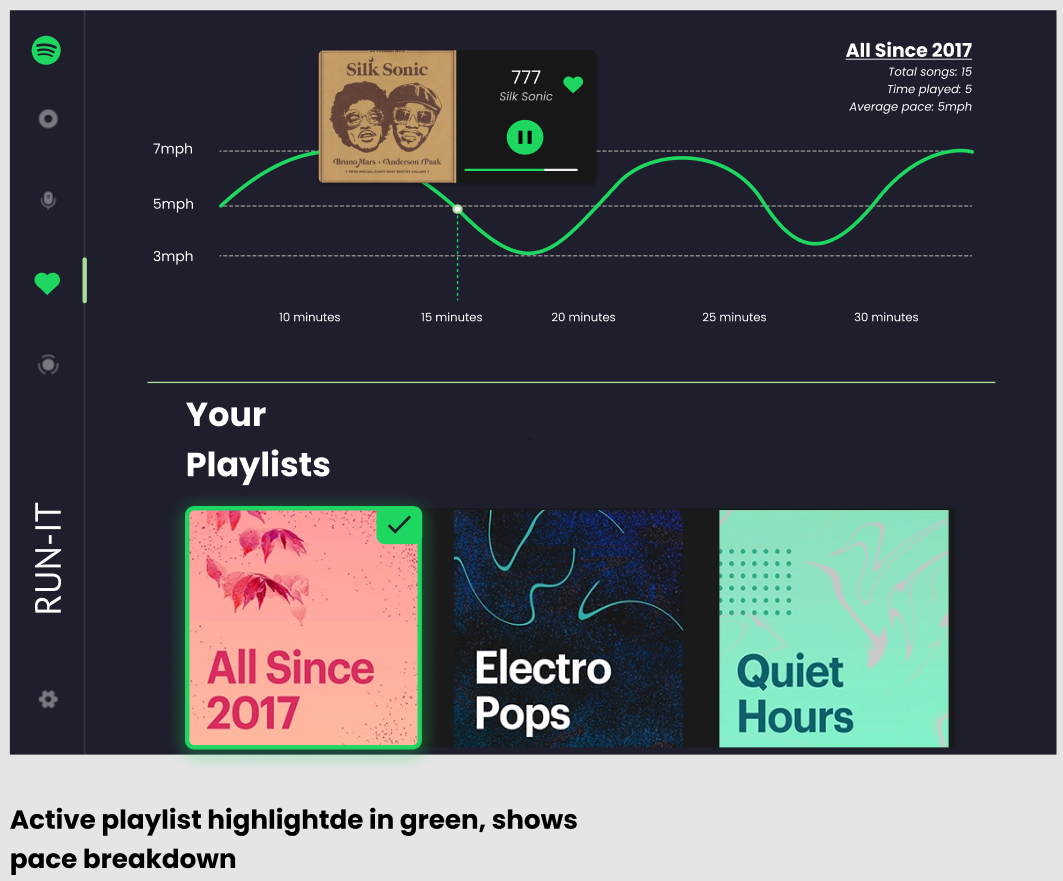 All Since 2017
Total songs: 15
Time played: 5
Average pace: 5mph
Silk Sonic
Bruno Mars + Anderson .Paak
777
Silk Sonic
7mph
5mph
3mph
10 minutes
15 minutes
20 minutes
25 minutes
30 minutes
Your
Playlists
RUN-IT
All Since
2017
Electro
Pops
Quiet
Hours
Active playlist highlightde in green, shows
pace breakdown